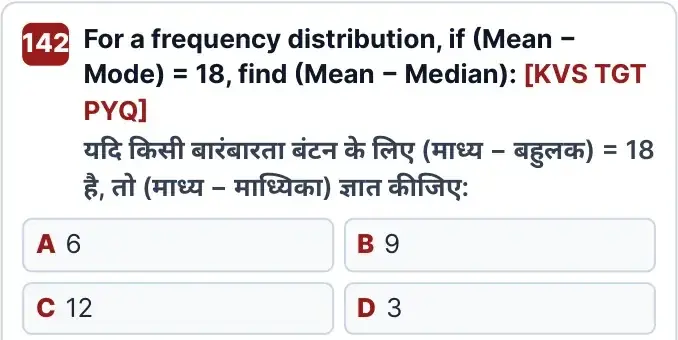 142 For a frequency distribution, if (Mean −
Mode) = 18, find (Mean − Median): [KVS TGT
PYQ]
यदि किसी बारंबारता बंटन के लिए (माध्य − बहुलक) = 18
है, तो (माध्य − माध्यिका) ज्ञात कीजिए:
A 6
B 9
C 12
D 3